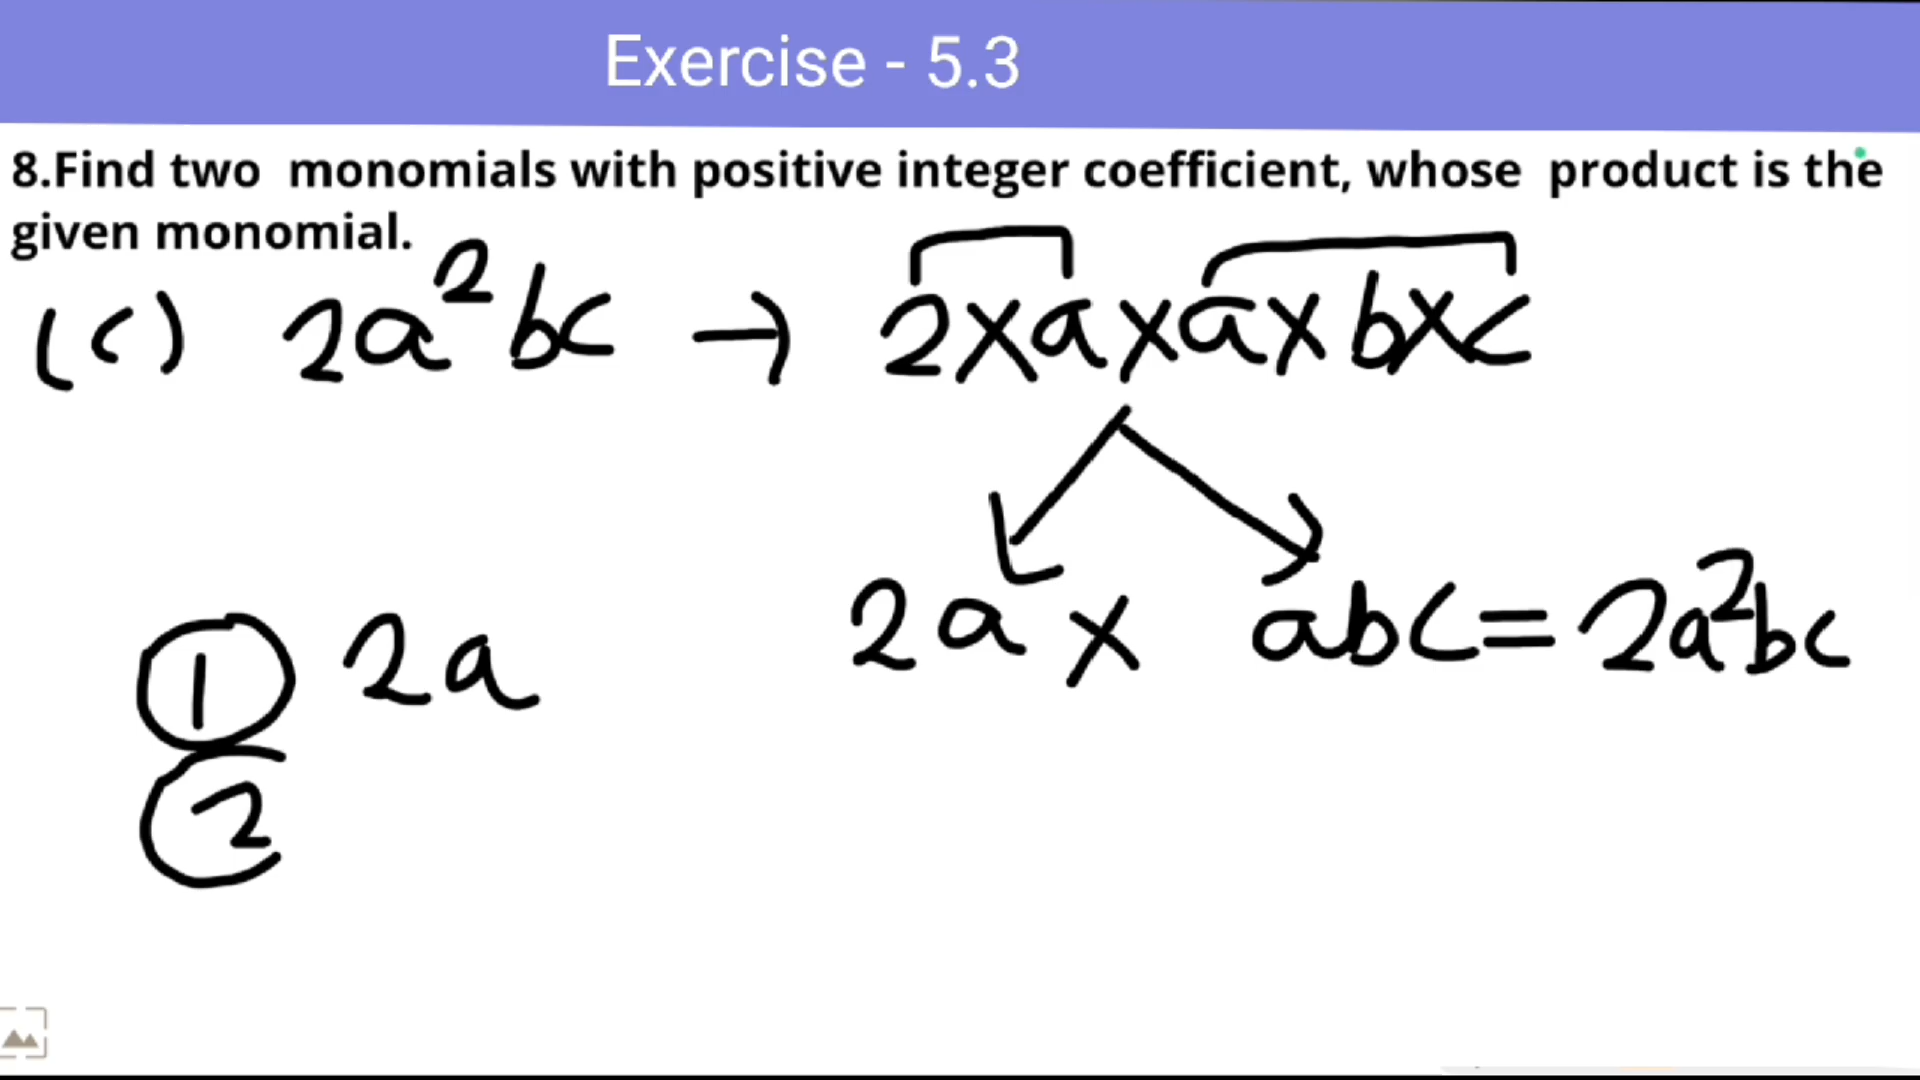 Exercise - 5.3
8.Find two monomials with positive integer coefficient, whose product is the
given monomial.
(c) 2a²bc → 2×a×a×b×c
① 2a 2a × abc = 2a²bc
②